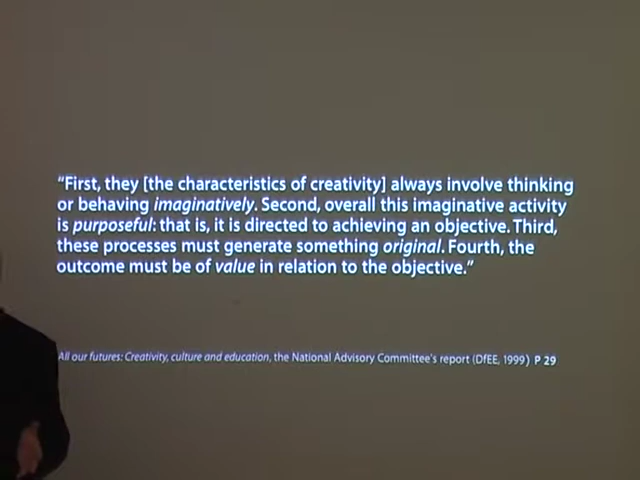 “First, they [the characteristics of creativity] always involve thinking
or behaving imaginatively. Second, overall this imaginative activity
is purposeful: that is, it is directed to achieving an objective. Third,
these processes must generate something original. Fourth, the
outcome must be of value in relation to the objective.”
All our futures: Creativity, culture and education, the National Advisory Committee's report (DfEE, 1999) P 29